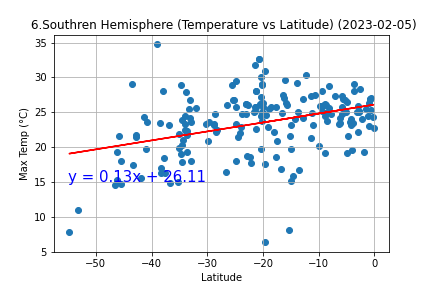 6.Southren Hemisphere (Temperature vs Latitude) (2023-02-05)
Max Temp (°C)
35
30
25
20
15
10
5
y = 0.13x + 26.11
−50 −40 −30 −20 −10 0
Latitude